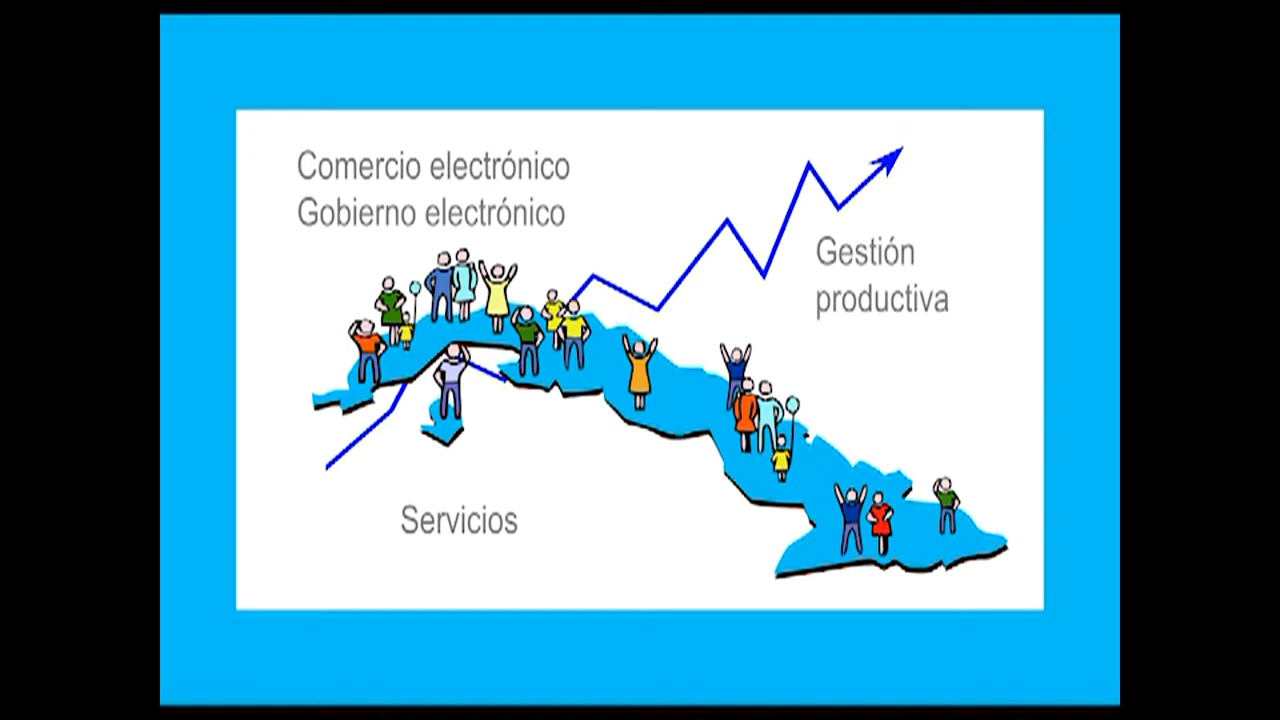 Comercio electrónico
Gobierno electrónico
Gestión
productiva
Servicios